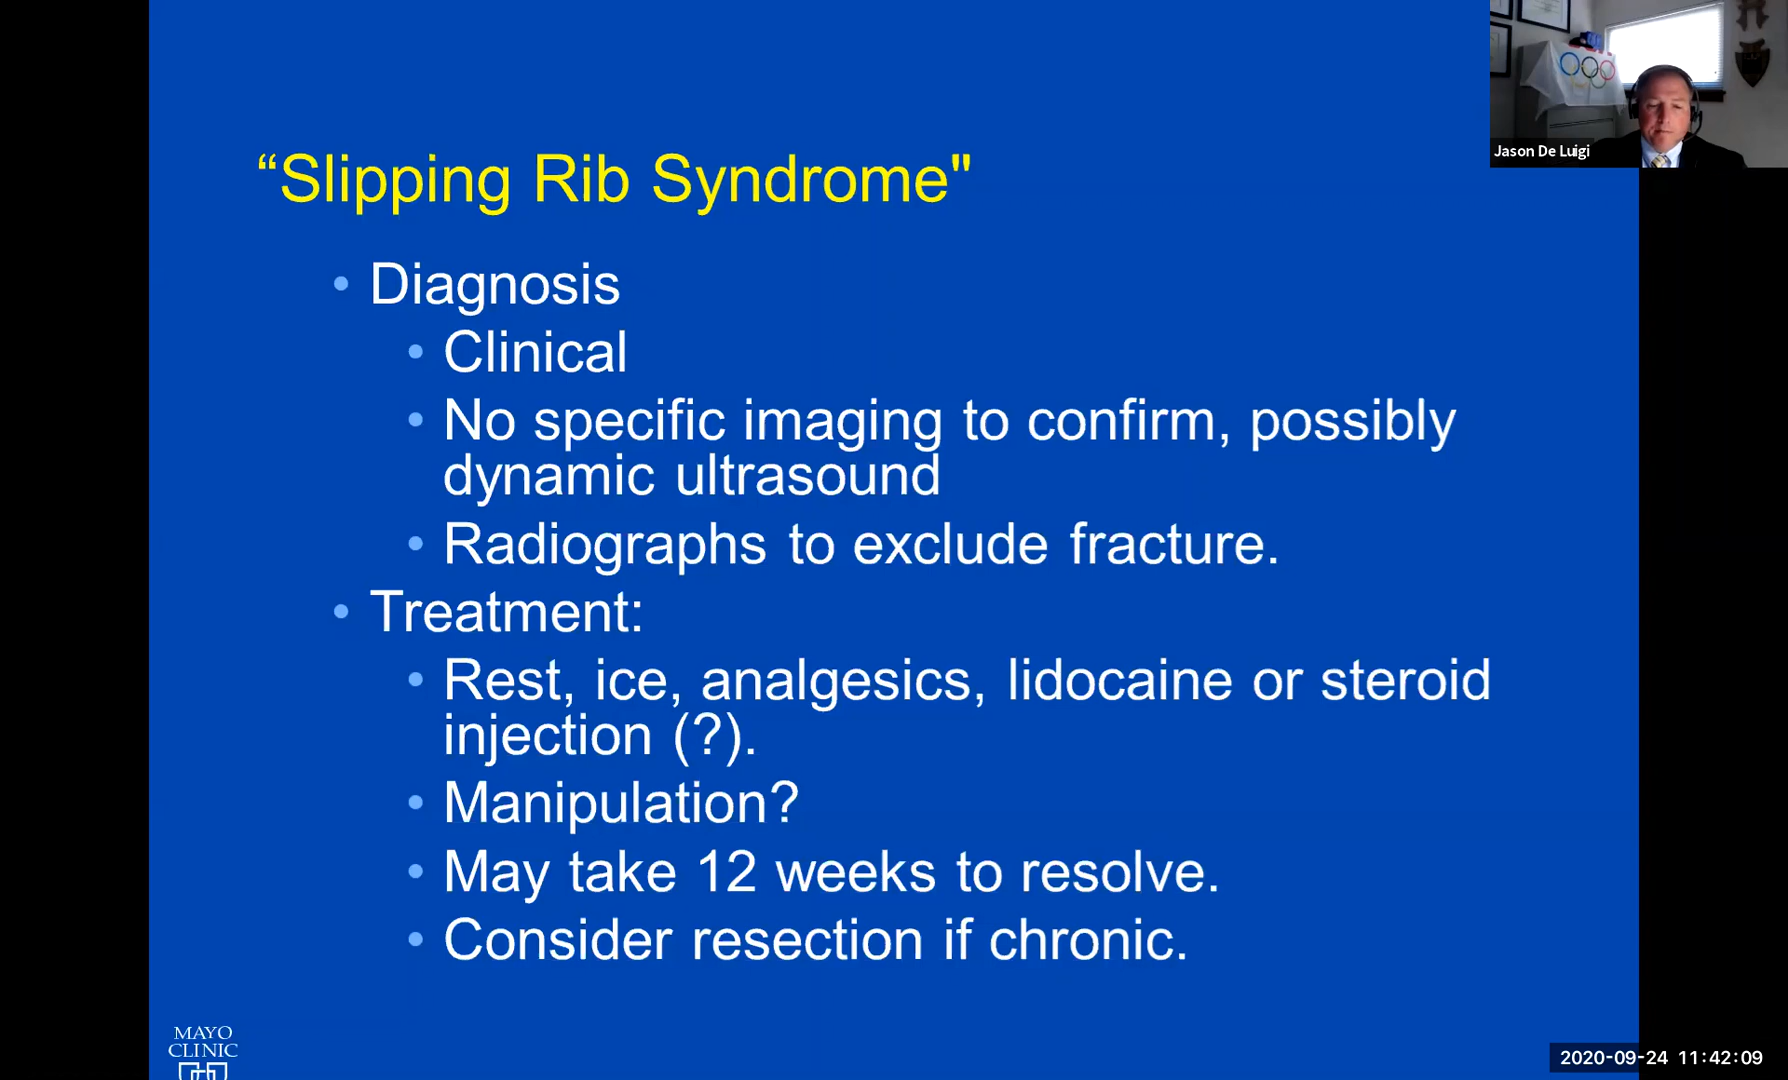 “Slipping Rib Syndrome"
• Diagnosis
• Clinical
• No specific imaging to confirm, possibly
dynamic ultrasound
• Radiographs to exclude fracture.
• Treatment:
• Rest, ice, analgesics, lidocaine or steroid
injection (?).
• Manipulation?
• May take 12 weeks to resolve.
• Consider resection if chronic.
MAYO
CLINIC
Jason De Luigi
2020-09-24 11:42:09